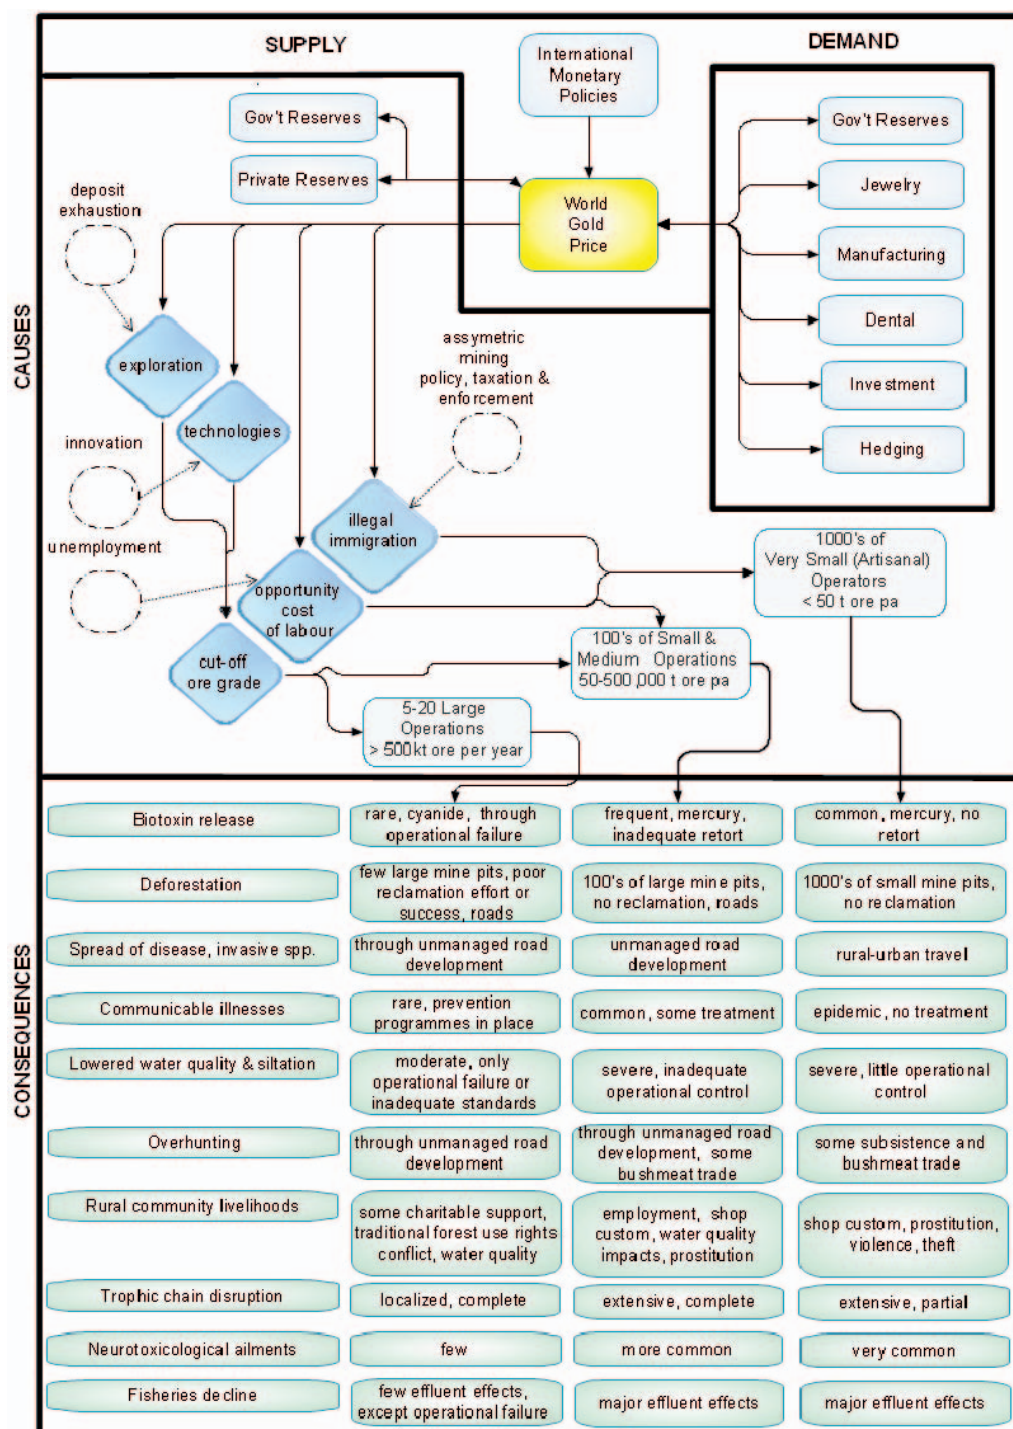 SUPPLY
DEMAND
International
Monetary
Policies
Gov't Reserves
Private Reserves
World
Gold
Price
Gov't Reserves
Jewelry
Manufacturing
Dental
Investment
Hedging
CAUSES
deposit
exhaustion
exploration
technologies
innovation
unemployment
assymetric
mining
policy, taxation &
enforcement
illegal
immigration
opportunity
cost
of labour
cut-off
ore grade
1000's of
Very Small (Artisanal)
Operators
< 50 t ore pa
100's of Small &
Medium Operations
50-500,000 t ore pa
5-20 Large
Operations
> 500kt ore per year
CONSEQUENCES
Biotoxin release
rare, cyanide, through
operational failure
frequent, mercury,
inadequate retort
common, mercury, no
retort
Deforestation
few large mine pits, poor
reclamation effort or
success, roads
100's of large mine pits,
no reclamation, roads
1000's of small mine pits,
no reclamation
Spread of disease, invasive spp.
through unmanaged road
development
unmanaged road
development
rural-urban travel
Communicable illnesses
rare, prevention
programmes in place
common, some treatment
epidemic, no treatment
Lowered water quality & siltation
moderate, only
operational failure or
inadequate standards
severe, inadequate
operational control
severe, little operational
control
Overhunting
through unmanaged road
development
through unmanaged road
development, some
bushmeat trade
some subsistence and
bushmeat trade
Rural community livelihoods
some charitable support,
traditional forest use rights
conflict, water quality
employment, shop
custom, water quality
impacts, prostitution
shop custom, prostitution,
violence, theft
Trophic chain disruption
localized, complete
extensive, complete
extensive, partial
Neurotoxicological ailments
few
more common
very common
Fisheries decline
few effluent effects,
except operational failure
major effluent effects
major effluent effects